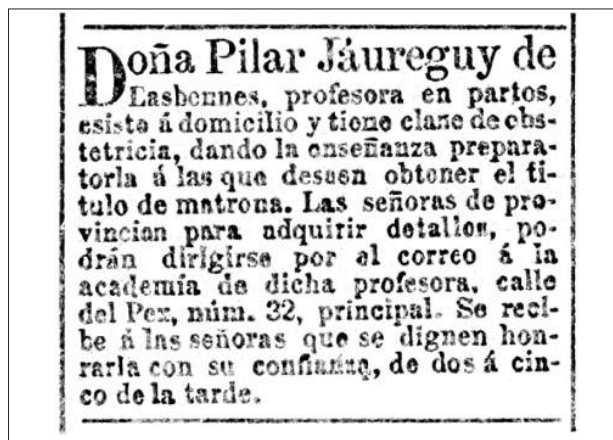 Doña Pilar Jáureguy de
Lasbennes, profesora en partos,
asiste á domicilio y tiene clase de obs-
tetricia, dando la enseñanza prepara-
toria á las que deseen obtener el tí-
tulo de matrona. Las señoras de pro-
vincias para adquirir detalles, po-
drán dirigirse por el correo á la
academia de dicha profesora, calle
del Pez, núm. 32, principal. Se reci-
be á las señoras que se dignen hon-
rarla con su confianza, de dos á cin-
co de la tarde.